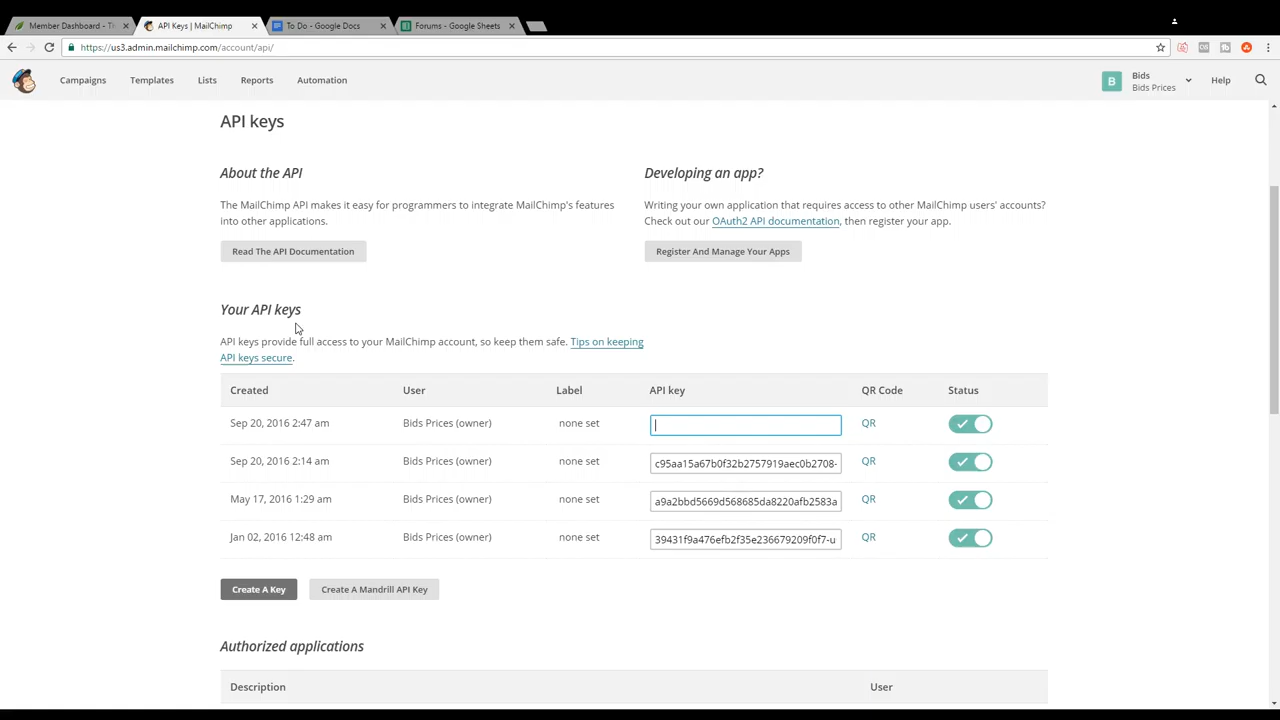 Member Dashboard - Th
API Keys | MailChimp
To Do - Google Docs
Forums - Google Sheets
https://us3.admin.mailchimp.com/account/api/
Campaigns
Templates
Lists
Reports
Automation
B
Bids
Bids Prices
Help
API keys
About the API
The MailChimp API makes it easy for programmers to integrate MailChimp's features
into other applications.
Read The API Documentation
Developing an app?
Writing your own application that requires access to other MailChimp users' accounts?
Check out our OAuth2 API documentation, then register your app.
Register And Manage Your Apps
Your API keys
API keys provide full access to your MailChimp account, so keep them safe. Tips on keeping
API keys secure.
Created User Label API key QR Code Status
Sep 20, 2016 2:47 am Bids Prices (owner) none set QR
Sep 20, 2016 2:14 am Bids Prices (owner) none set c95aa15a67b0f32b2757919aec0b2708- QR
May 17, 2016 1:29 am Bids Prices (owner) none set a9a2bbd5669d568685da8220afb2583a QR
Jan 02, 2016 12:48 am Bids Prices (owner) none set 39431f9a476efb2f35e236679209f0f7-u QR
Create A Key
Create A Mandrill API Key
Authorized applications
Description User